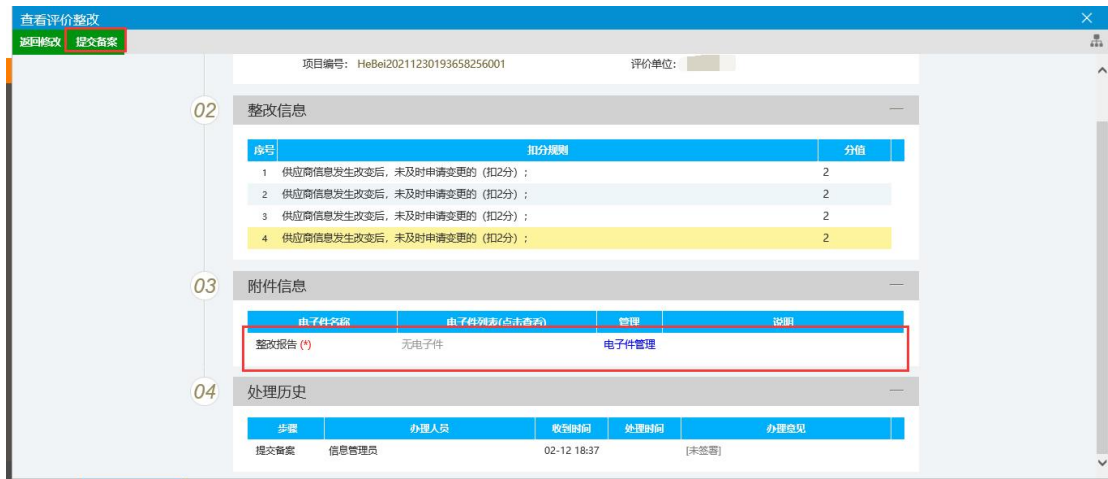 查看评价整改
返回修改 提交备案
项目编号： HeBei20211230193658256001 评价单位：
02 整改信息
序号 扣分规则 分值
1 供应商信息发生改变后，未及时申请变更的（扣2分）； 2
2 供应商信息发生改变后，未及时申请变更的（扣2分）； 2
3 供应商信息发生改变后，未及时申请变更的（扣2分）； 2
4 供应商信息发生改变后，未及时申请变更的（扣2分）； 2
03 附件信息
电子件名称 电子件列表(点击查看) 管理 说明
整改报告 (*) 无电子件 电子件管理
04 处理历史
步骤 办理人员 收到时间 处理时间 办理意见
提交备案 信息管理员 02-12 18:37 [未签署]